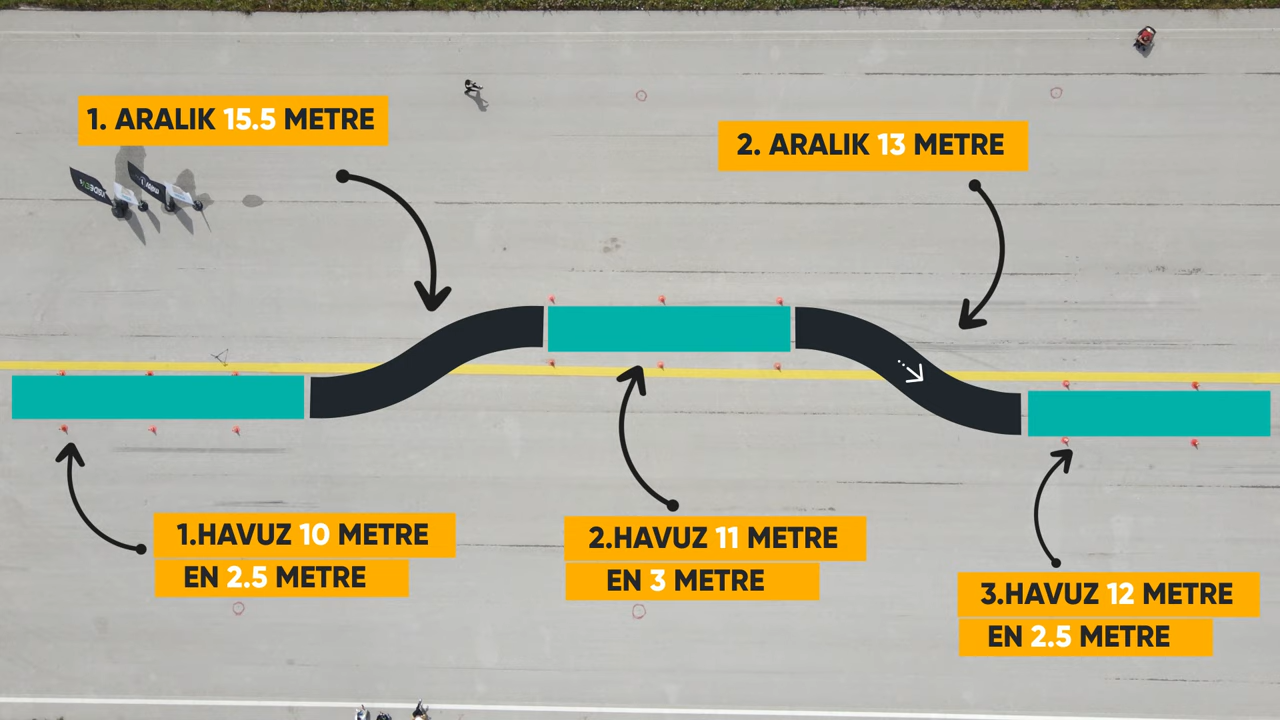 1. ARALIK 15.5 METRE
2. ARALIK 13 METRE
1.HAVUZ 10 METRE
EN 2.5 METRE
2.HAVUZ 11 METRE
EN 3 METRE
3.HAVUZ 12 METRE
EN 2.5 METRE